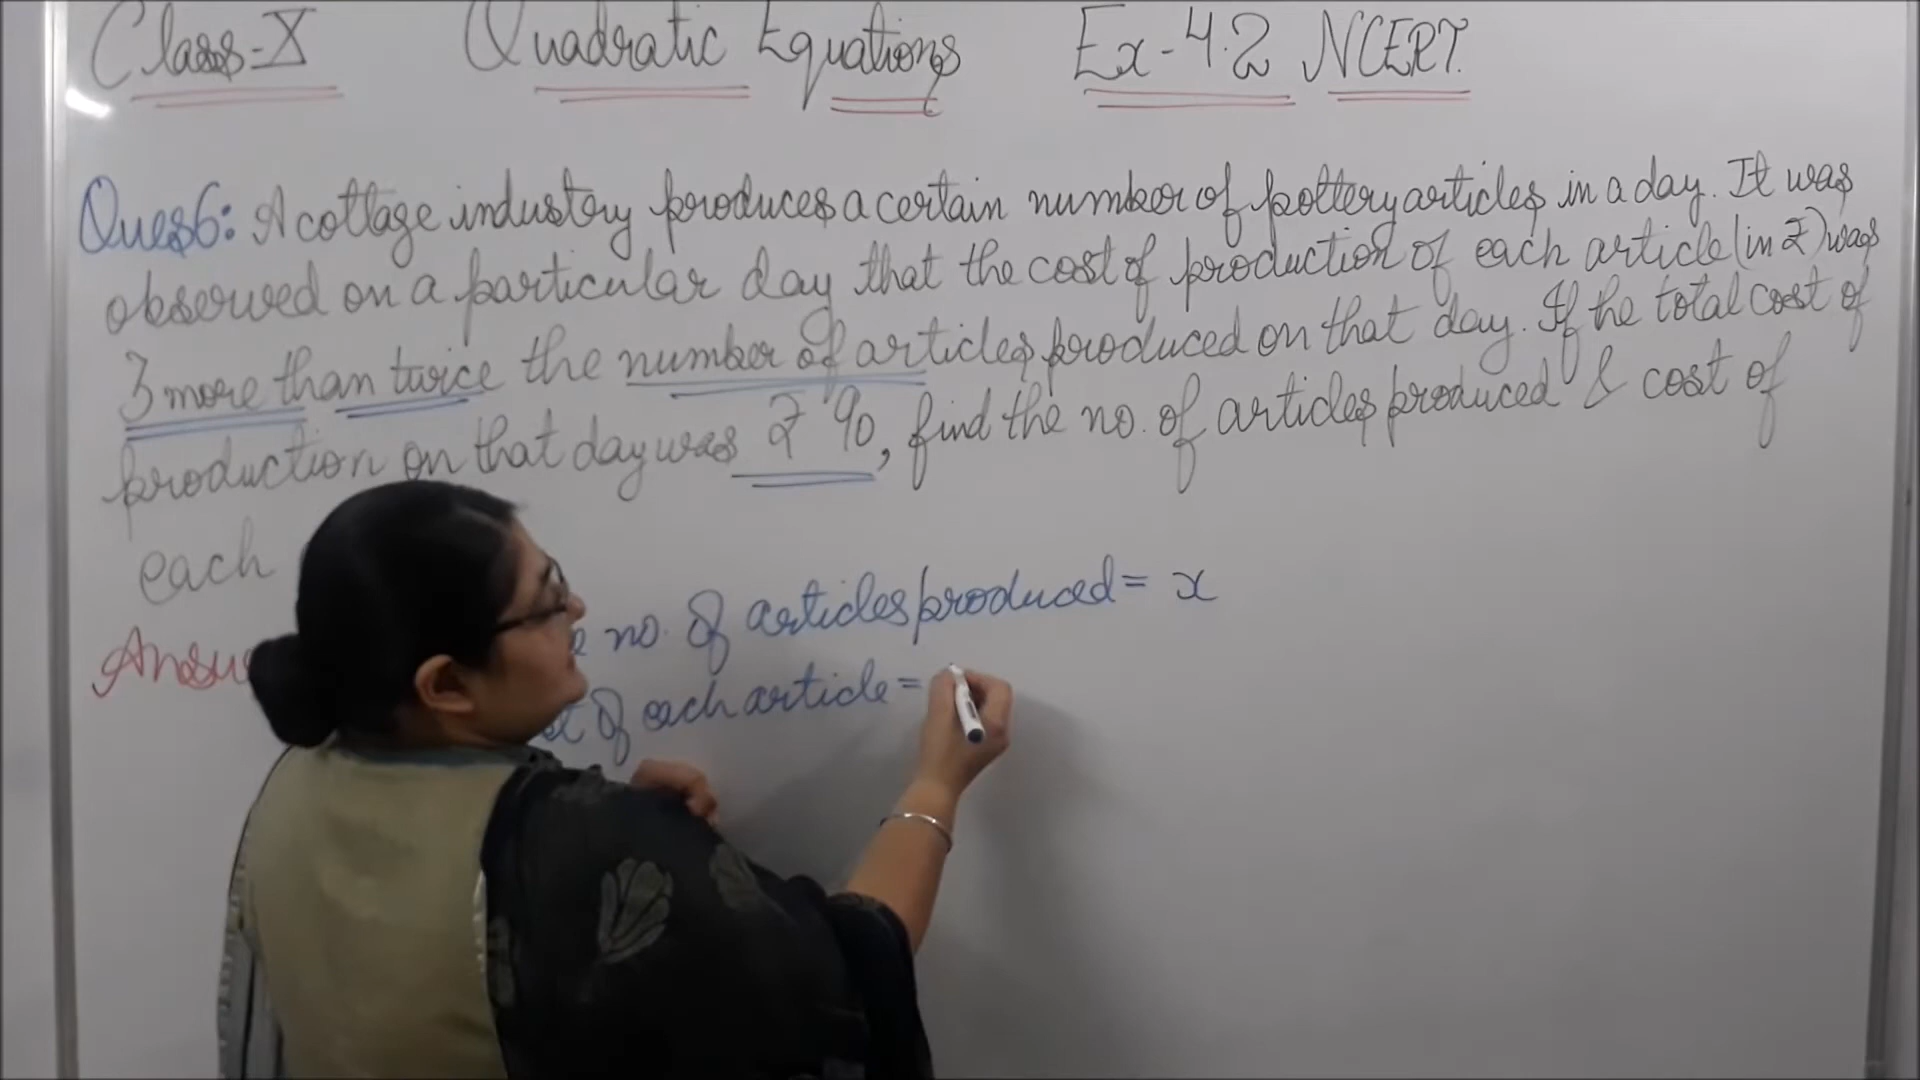 Class-X Quadratic Equations Ex-4.2 NCERT.
Ques6: A cottage industry produces a certain number of pottery articles in a day. It was
observed on a particular day that the cost of production of each article (in ₹) was
3 more than twice the number of articles produced on that day. If the total cost of
production on that day was ₹ 90, find the no. of articles produced & cost of
each
no. of articles produced = x
of each article =